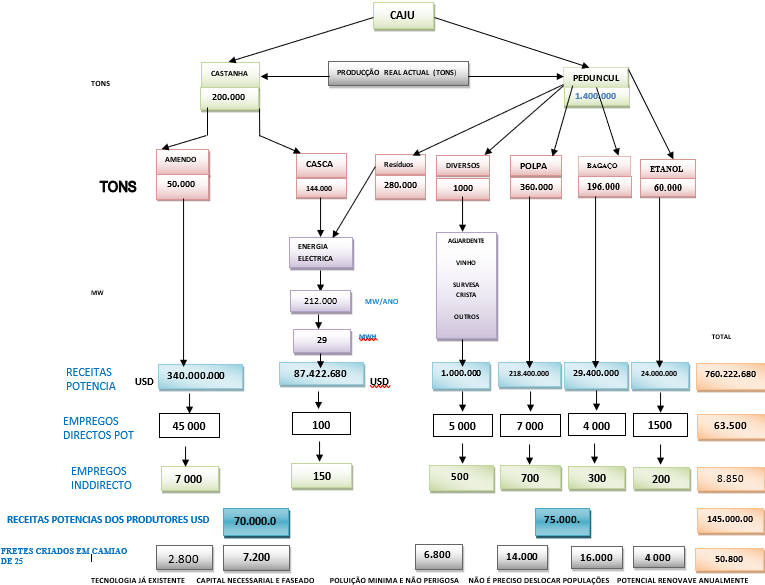 CAJU
CASTANHA
PRODUCÇÃO REAL ACTUAL (TONS)
PEDUNCUL
TONS
200.000
1.400.000
AMENDO
CASCA
Resíduos
DIVERSOS
POLPA
BAGAÇO
ETANOL
TONS
50.000
144.000
280.000
1000
360.000
196.000
60.000
ENERGIA
ELECTRICA
AGJARDENTE
VINHO
SURVESA
CRISTA
OUTROS
MW
212.000
MW/ANO
29
MWH
TOTAL
RECEITAS
POTENCIA
USD
340.000.000
87.422.680
USD
1.000.000
218.400.000
29.400.000
24.000.000
760.222.680
EMPREGOS
DIRECTOS POT
45 000
100
5 000
7 000
4 000
1500
63.500
EMPREGOS
INDDIRECTO
7 000
150
500
700
300
200
8.850
RECEITAS POTENCIAS DOS PRODUTORES USD
70.000.0
75.000.
145.000.00
FRETES CRIADOS EM CAMIAO
DE 25
2.800
7.200
6.800
14.000
16.000
4 000
50.800
TECNOLOGIA JÁ EXISTENTE CAPITAL NECESSARIAL E FASEADO POLUIÇÃO MINIMA E NÃO PERIGOSA NÃO É PRECISO DESLOCAR POPULAÇÕES POTENCIAL RENOVAVE ANUALMENTE